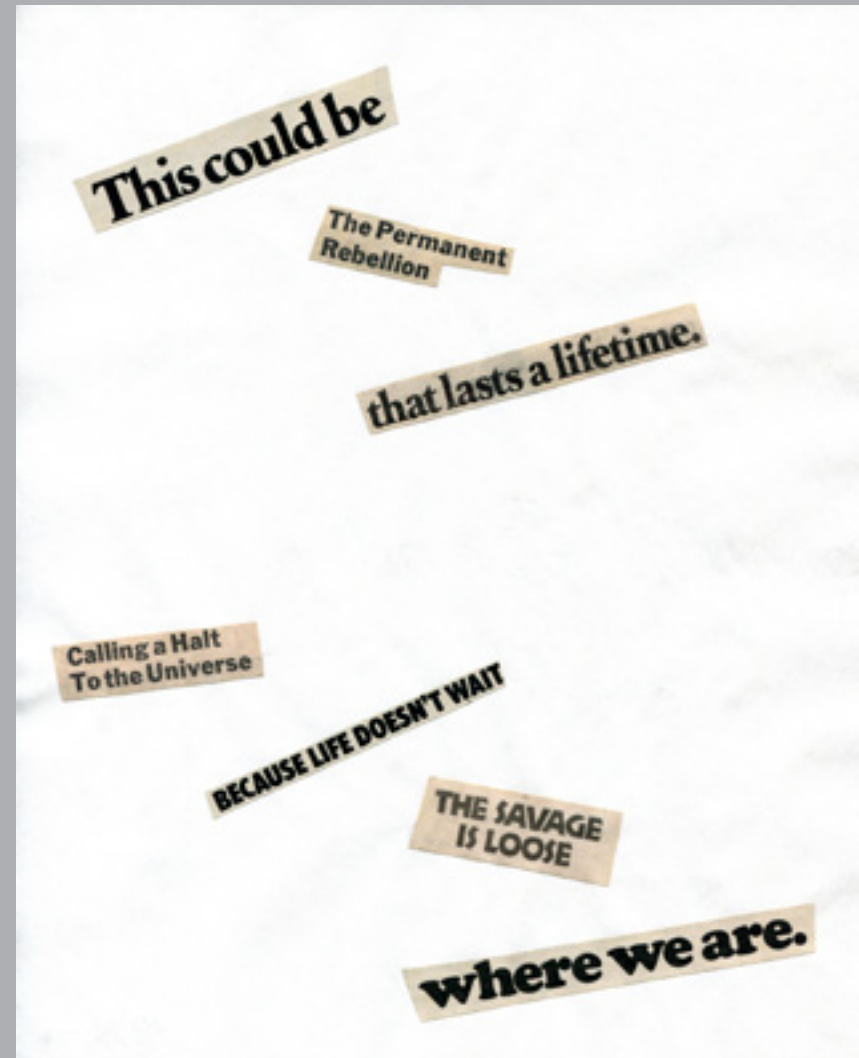 This could be
The Permanent
Rebellion
that lasts a lifetime.
Calling a Halt
To the Universe
BECAUSE LIFE DOESN'T WAIT
THE SAVAGE
IS LOOSE
where we are.